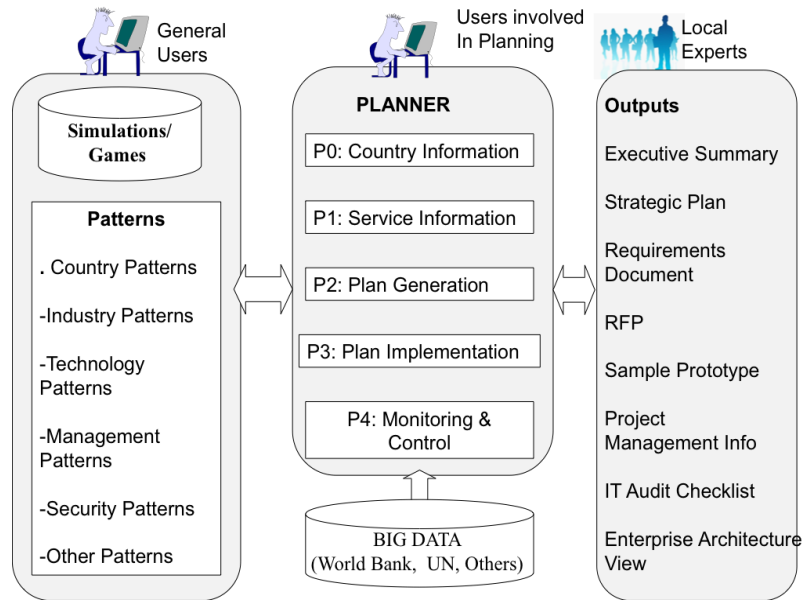 General
Users
Users involved
In Planning
Local
Experts
Simulations/
Games
Patterns
. Country Patterns
-Industry Patterns
-Technology
Patterns
-Management
Patterns
-Security Patterns
-Other Patterns
PLANNER
P0: Country Information
P1: Service Information
P2: Plan Generation
P3: Plan Implementation
P4: Monitoring &
Control
BIG DATA
(World Bank, UN, Others)
Outputs
Executive Summary
Strategic Plan
Requirements
Document
RFP
Sample Prototype
Project
Management Info
IT Audit Checklist
Enterprise Architecture
View